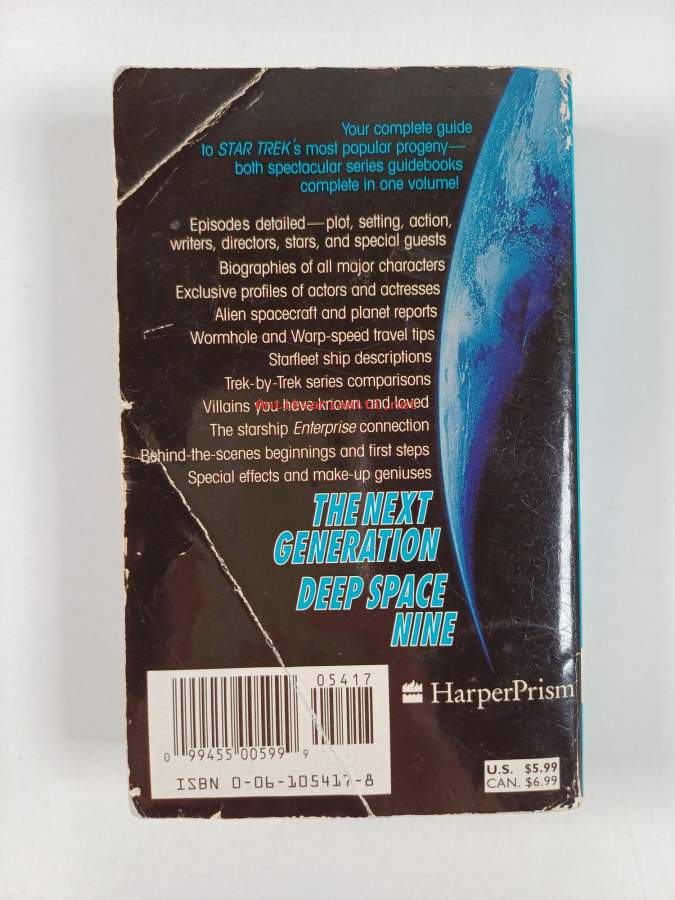 Your complete guide
to STAR TREK's most popular progeny—
both spectacular series guidebooks
complete in one volume!
Episodes detailed—plot, setting, action,
writers, directors, stars, and special guests
Biographies of all major characters
Exclusive profiles of actors and actresses
Alien spacecraft and planet reports
Wormhole and Warp-speed travel tips
Starfleet ship descriptions
Trek-by-Trek series comparisons
Villains you have known and loved
The starship Enterprise connection
Behind-the-scenes beginnings and first steps
Special effects and make-up geniuses
THE NEXT
GENERATION
DEEP SPACE
NINE
05417
0 99455 00599 9
ISBN 0-06-105417-8
HarperPrism
U.S. $5.99
CAN. $6.99